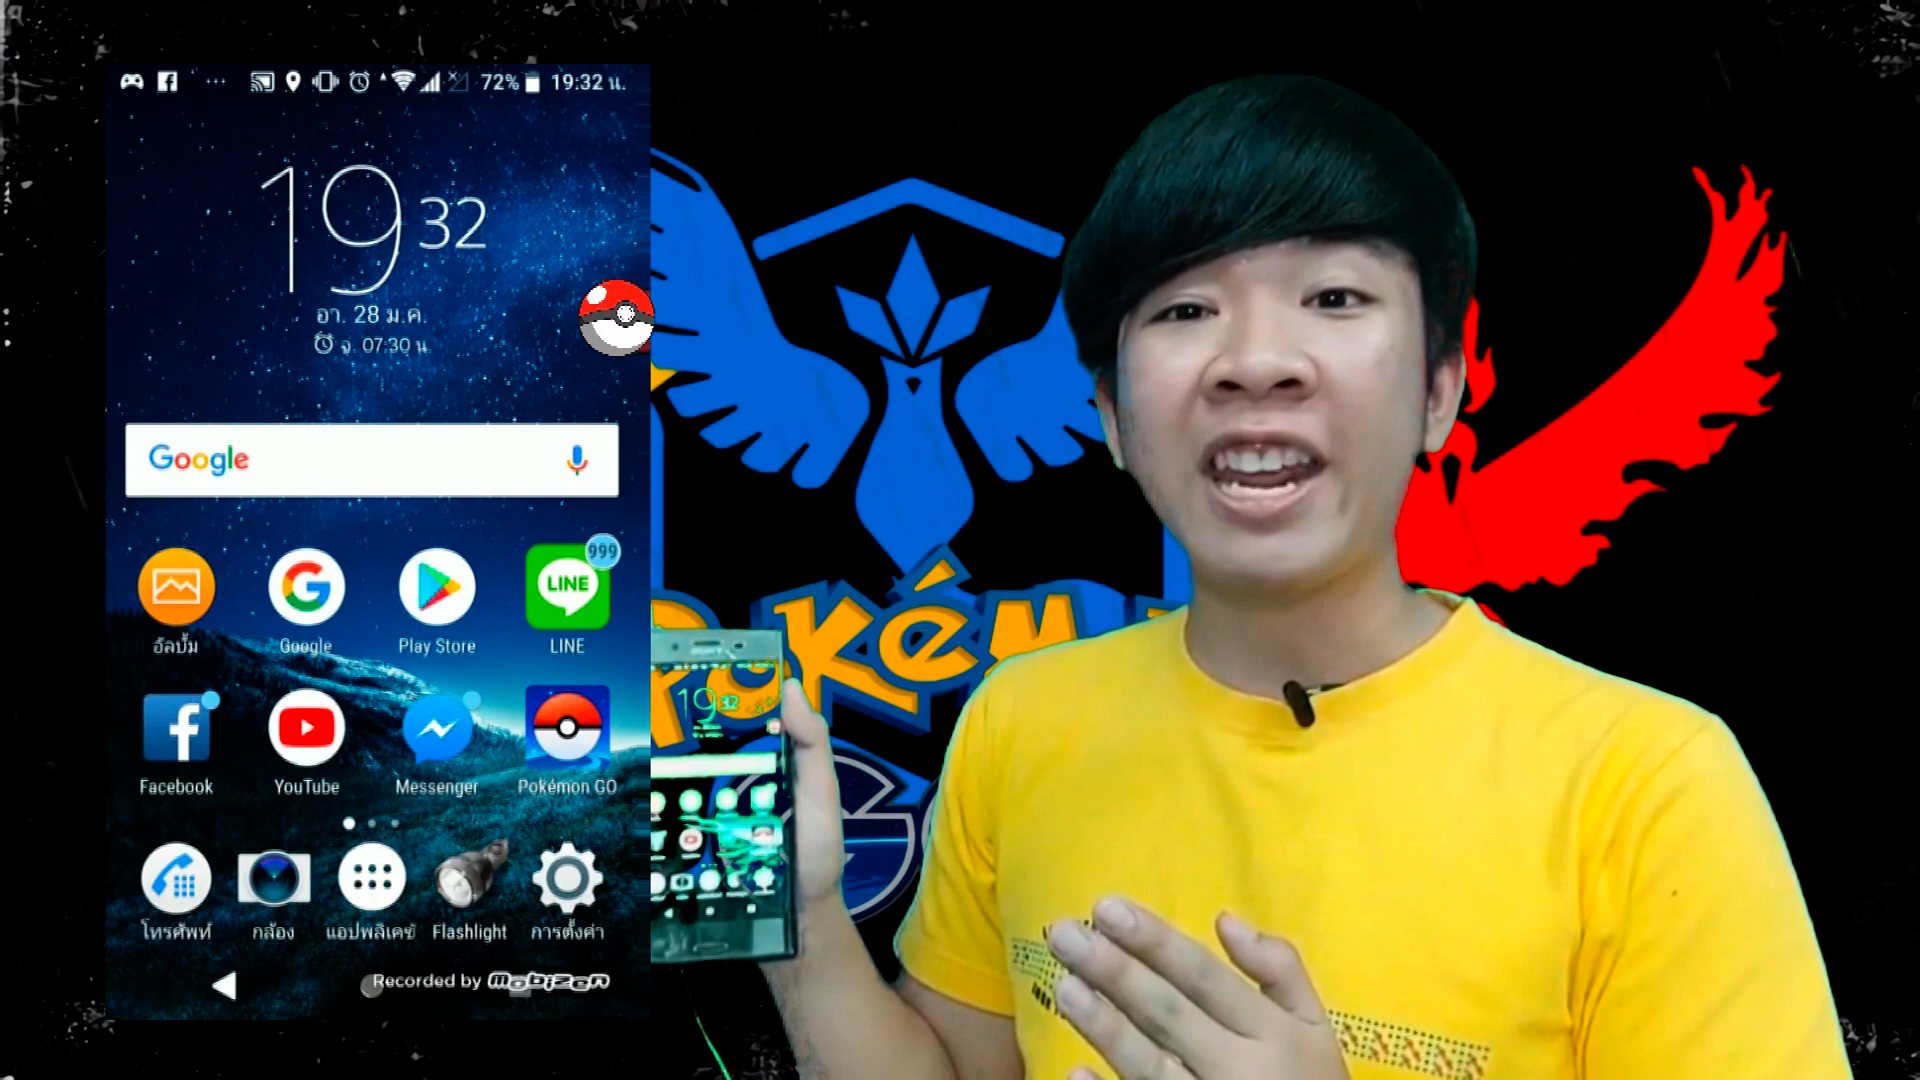 72% 19:32 น.
19 32
อา. 28 ม.ค.
จ. 07:30 น.
Google
999
LINE
อัลบั้ม Google Play Store LINE
Facebook YouTube Messenger Pokémon GO
โทรศัพท์ กล้อง แอปพลิเคชั Flashlight การตั้งค่า
Recorded by mobizen
Pokém
G
19 32